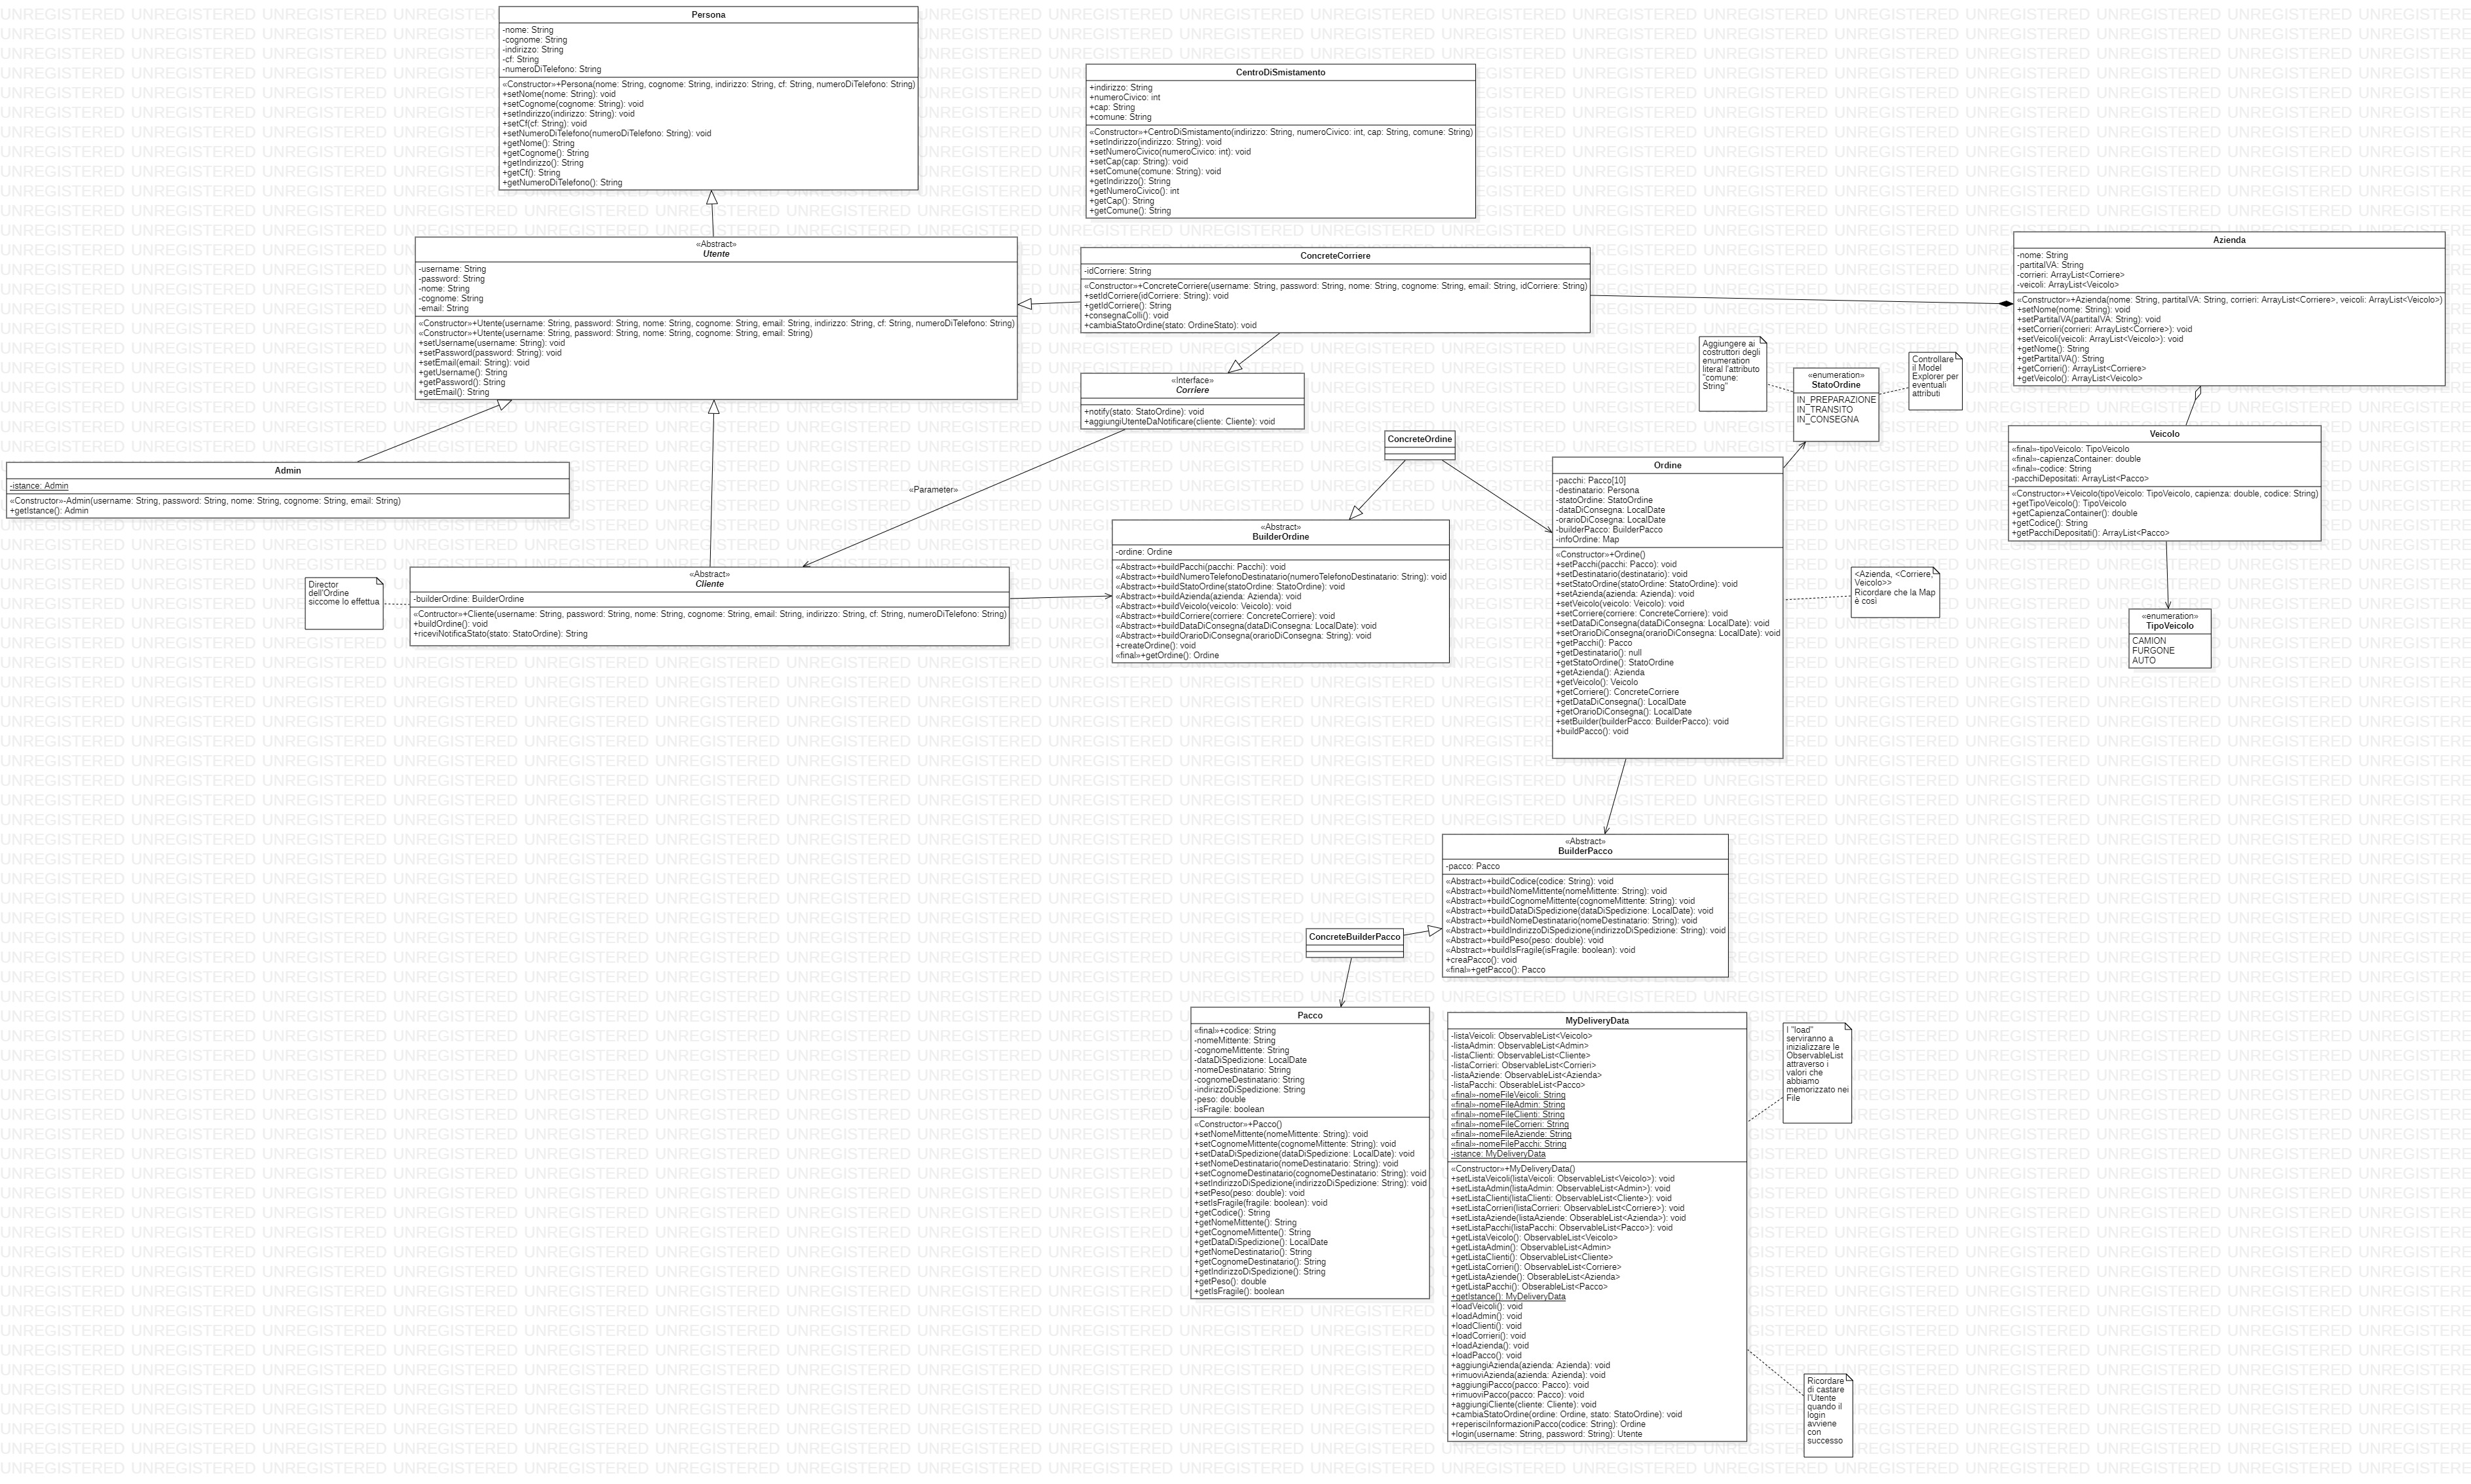 Persona
-nome: String
-cognome: String
-indirizzo: String
-cf: String
-numeroDiTelefono: String
«Constructor»+Persona(nome: String, cognome: String, indirizzo: String, cf: String, numeroDiTelefono: String)
+setNome(nome: String): void
+setCognome(cognome: String): void
+setIndirizzo(indirizzo: String): void
+setCf(cf: String): void
+setNumeroDiTelefono(numeroDiTelefono: String): void
+getNome(): String
+getCognome(): String
+getIndirizzo(): String
+getCf(): String
+getNumeroDiTelefono(): String
CentroDiSmistamento
+indirizzo: String
+numeroCivico: int
+cap: String
+comune: String
«Constructor»+CentroDiSmistamento(indirizzo: String, numeroCivico: int, cap: String, comune: String)
+setIndirizzo(indirizzo: String): void
+setNumeroCivico(numeroCivico: int): void
+setCap(cap: String): void
+setComune(comune: String): void
+getIndirizzo(): String
+getNumeroCivico(): int
+getCap(): String
+getComune(): String
«Abstract»
Utente
-username: String
-password: String
-nome: String
-cognome: String
-email: String
«Constructor»+Utente(username: String, password: String, nome: String, cognome: String, email: String, indirizzo: String, cf: String, numeroDiTelefono: String)
«Constructor»+Utente(username: String, password: String, nome: String, cognome: String, email: String)
+setUsername(username: String): void
+setPassword(password: String): void
+setEmail(email: String): void
+getUsername(): String
+getPassword(): String
+getEmail(): String
ConcreteCorriere
-idCorriere: String
«Constructor»+ConcreteCorriere(username: String, password: String, nome: String, cognome: String, email: String, idCorriere: String)
+setIdCorriere(idCorriere: String): void
+getIdCorriere(): String
+consegnaColli(): void
+cambiaStatoOrdine(stato: OrdineStato): void
Azienda
-nome: String
-partitaIVA: String
-corrieri: ArrayList<Corriere>
-veicoli: ArrayList<Veicolo>
«Constructor»+Azienda(nome: String, partitaIVA: String, corrieri: ArrayList<Corriere>, veicoli: ArrayList<Veicolo>)
+setNome(nome: String): void
+setPartitaIVA(partitaIVA: String): void
+setCorrieri(corrieri: ArrayList<Corriere>): void
+setVeicoli(veicoli: ArrayList<Veicolo>): void
+getNome(): String
+getPartitaIVA(): String
+getCorrieri(): ArrayList<Corriere>
+getVeicolo(): ArrayList<Veicolo>
«Interface»
Corriere
+notify(stato: StatoOrdine): void
+aggiungiUtenteDaNotificare(cliente: Cliente): void
Aggiungere ai
costruttori degli
enumeration
literal l'attributo
"comune:
String"
«enumeration»
StatoOrdine
IN_PREPARAZIONE
IN_TRANSITO
IN_CONSEGNA
Controllare
il Model
Explorer per
eventuali
attributi
Veicolo
«final»-tipoVeicolo: TipoVeicolo
«final»-capienzaContainer: double
«final»-codice: String
-pacchiDepositati: ArrayList<Pacco>
«Constructor»+Veicolo(tipoVeicolo: TipoVeicolo, capienza: double, codice: String)
+getTipoVeicolo(): TipoVeicolo
+getCapienzaContainer(): double
+getCodice(): String
+getPacchiDepositati(): ArrayList<Pacco>
Admin
-istance: Admin
«Constructor»-Admin(username: String, password: String, nome: String, cognome: String, email: String)
+getIstance(): Admin
«Parameter»
ConcreteOrdine
Ordine
-pacchi: Pacco[10]
-destinatario: Persona
-statoOrdine: StatoOrdine
-dataDiConsegna: LocalDate
-orarioDiCosegna: LocalDate
-builderPacco: BuilderPacco
-infoOrdine: Map
«Constructor»+Ordine()
+setPacchi(pacchi: Pacco): void
+setDestinatario(destinatario): void
+setStatoOrdine(statoOrdine: StatoOrdine): void
+setAzienda(azienda: Azienda): void
+setVeicolo(veicolo: Veicolo): void
+setCorriere(corriere: ConcreteCorriere): void
+setDataDiConsegna(dataDiConsegna: LocalDate): void
+setOrarioDiConsegna(orarioDiConsegna: LocalDate): void
+getPacchi(): Pacco
+getDestinatario(): null
+getStatoOrdine(): StatoOrdine
+getAzienda(): Azienda
+getVeicolo(): Veicolo
+getCorriere(): ConcreteCorriere
+getDataDiConsegna(): LocalDate
+getOrarioDiConsegna(): LocalDate
+setBuilder(builderPacco: BuilderPacco): void
+buildPacco(): void
«Abstract»
BuilderOrdine
-ordine: Ordine
«Abstract»+buildPacchi(pacchi: Pacchi): void
«Abstract»+buildNumeroTelefonoDestinatario(numeroTelefonoDestinatario: String): void
«Abstract»+buildStatoOrdine(statoOrdine: StatoOrdine): void
«Abstract»+buildAzienda(azienda: Azienda): void
«Abstract»+buildVeicolo(veicolo: Veicolo): void
«Abstract»+buildCorriere(corriere: ConcreteCorriere): void
«Abstract»+buildDataDiConsegna(dataDiConsegna: LocalDate): void
«Abstract»+buildOrarioDiConsegna(orarioDiConsegna: String): void
+createOrdine(): void
«final»+getOrdine(): Ordine
Director
dell'Ordine
siccome lo effettua
«Abstract»
Cliente
-builderOrdine: BuilderOrdine
«Contructor»+Cliente(username: String, password: String, nome: String, cognome: String, email: String, indirizzo: String, cf: String, numeroDiTelefono: String)
+buildOrdine(): void
+riceviNotificaStato(stato: StatoOrdine): String
<Azienda, <Corriere,
Veicolo>>
Ricordare che la Map
è così
«enumeration»
TipoVeicolo
CAMION
FURGONE
AUTO
«Abstract»
BuilderPacco
-pacco: Pacco
«Abstract»+buildCodice(codice: String): void
«Abstract»+buildNomeMittente(nomeMittente: String): void
«Abstract»+buildCognomeMittente(cognomeMittente: String): void
«Abstract»+buildDataDiSpedizione(dataDiSpedizione: LocalDate): void
«Abstract»+buildNomeDestinatario(nomeDestinatario: String): void
«Abstract»+buildIndirizzoDiSpedizione(indirizzoDiSpedizione: String): void
«Abstract»+buildPeso(peso: double): void
«Abstract»+buildIsFragile(isFragile: boolean): void
+creaPacco(): void
«final»+getPacco(): Pacco
ConcreteBuilderPacco
Pacco
«final»+codice: String
-nomeMittente: String
-cognomeMittente: String
-dataDiSpedizione: LocalDate
-nomeDestinatario: String
-cognomeDestinatario: String
-indirizzoDiSpedizione: String
-peso: double
-isFragile: boolean
«Constructor»+Pacco()
+setNomeMittente(nomeMittente: String): void
+setCognomeMittente(cognomeMittente: String): void
+setDataDiSpedizione(dataDiSpedizione: LocalDate): void
+setNomeDestinatario(nomeDestinatario: String): void
+setCognomeDestinatario(cognomeDestinatario: String): void
+setIndirizzoDiSpedizione(indirizzoDiSpedizione: String): void
+setPeso(peso: double): void
+setIsFragile(fragile: boolean): void
+getCodice(): String
+getNomeMittente(): String
+getCognomeMittente(): String
+getDataDiSpedizione(): LocalDate
+getNomeDestinatario(): String
+getCognomeDestinatario(): String
+getIndirizzoDiSpedizione(): String
+getPeso(): double
+getIsFragile(): boolean
MyDeliveryData
-listaVeicoli: ObservableList<Veicolo>
-listaAdmin: ObservableList<Admin>
-listaClienti: ObservableList<Cliente>
-listaCorrieri: ObservableList<Corrieri>
-listaAziende: ObservableList<Azienda>
-listaPacchi: ObserableList<Pacco>
«final»-nomeFileVeicoli: String
«final»-nomeFileAdmin: String
«final»-nomeFileClienti: String
«final»-nomeFileCorrieri: String
«final»-nomeFileAziende: String
«final»-nomeFilePacchi: String
-istance: MyDeliveryData
«Constructor»+MyDeliveryData()
+setListaVeicoli(listaVeicoli: ObservableList<Veicolo>): void
+setListaAdmin(listaAdmin: ObservableList<Admin>): void
+setListaClienti(listaClienti: ObservableList<Cliente>): void
+setListaCorrieri(listaCorrieri: ObservableList<Corriere>): void
+setListaAziende(listaAziende: ObserableList<Azienda>): void
+setListaPacchi(listaPacchi: ObservableList<Pacco>): void
+getListaVeicolo(): ObservableList<Veicolo>
+getListaAdmin(): ObservableList<Admin>
+getListaClienti(): ObservableList<Cliente>
+getListaCorrieri(): ObservableList<Corriere>
+getListaAziende(): ObserableList<Azienda>
+getListaPacchi(): ObserableList<Pacco>
+getIstance(): MyDeliveryData
+loadVeicoli(): void
+loadAdmin(): void
+loadClienti(): void
+loadCorrieri(): void
+loadAzienda(): void
+loadPacco(): void
+aggiungiAzienda(azienda: Azienda): void
+rimuoviAzienda(azienda: Azienda): void
+aggiungiPacco(pacco: Pacco): void
+rimuoviPacco(pacco: Pacco): void
+aggiungiCliente(cliente: Cliente): void
+cambiaStatoOrdine(ordine: Ordine, stato: StatoOrdine): void
+reperisciInformazioniPacco(codice: String): Ordine
+login(username: String, password: String): Utente
I "load"
serviranno a
inizializzare le
ObservableList
attraverso i
valori che
abbiamo
memorizzato nei
File
Ricordare
di castare
l'Utente
quando il
login
avviene
con
successo